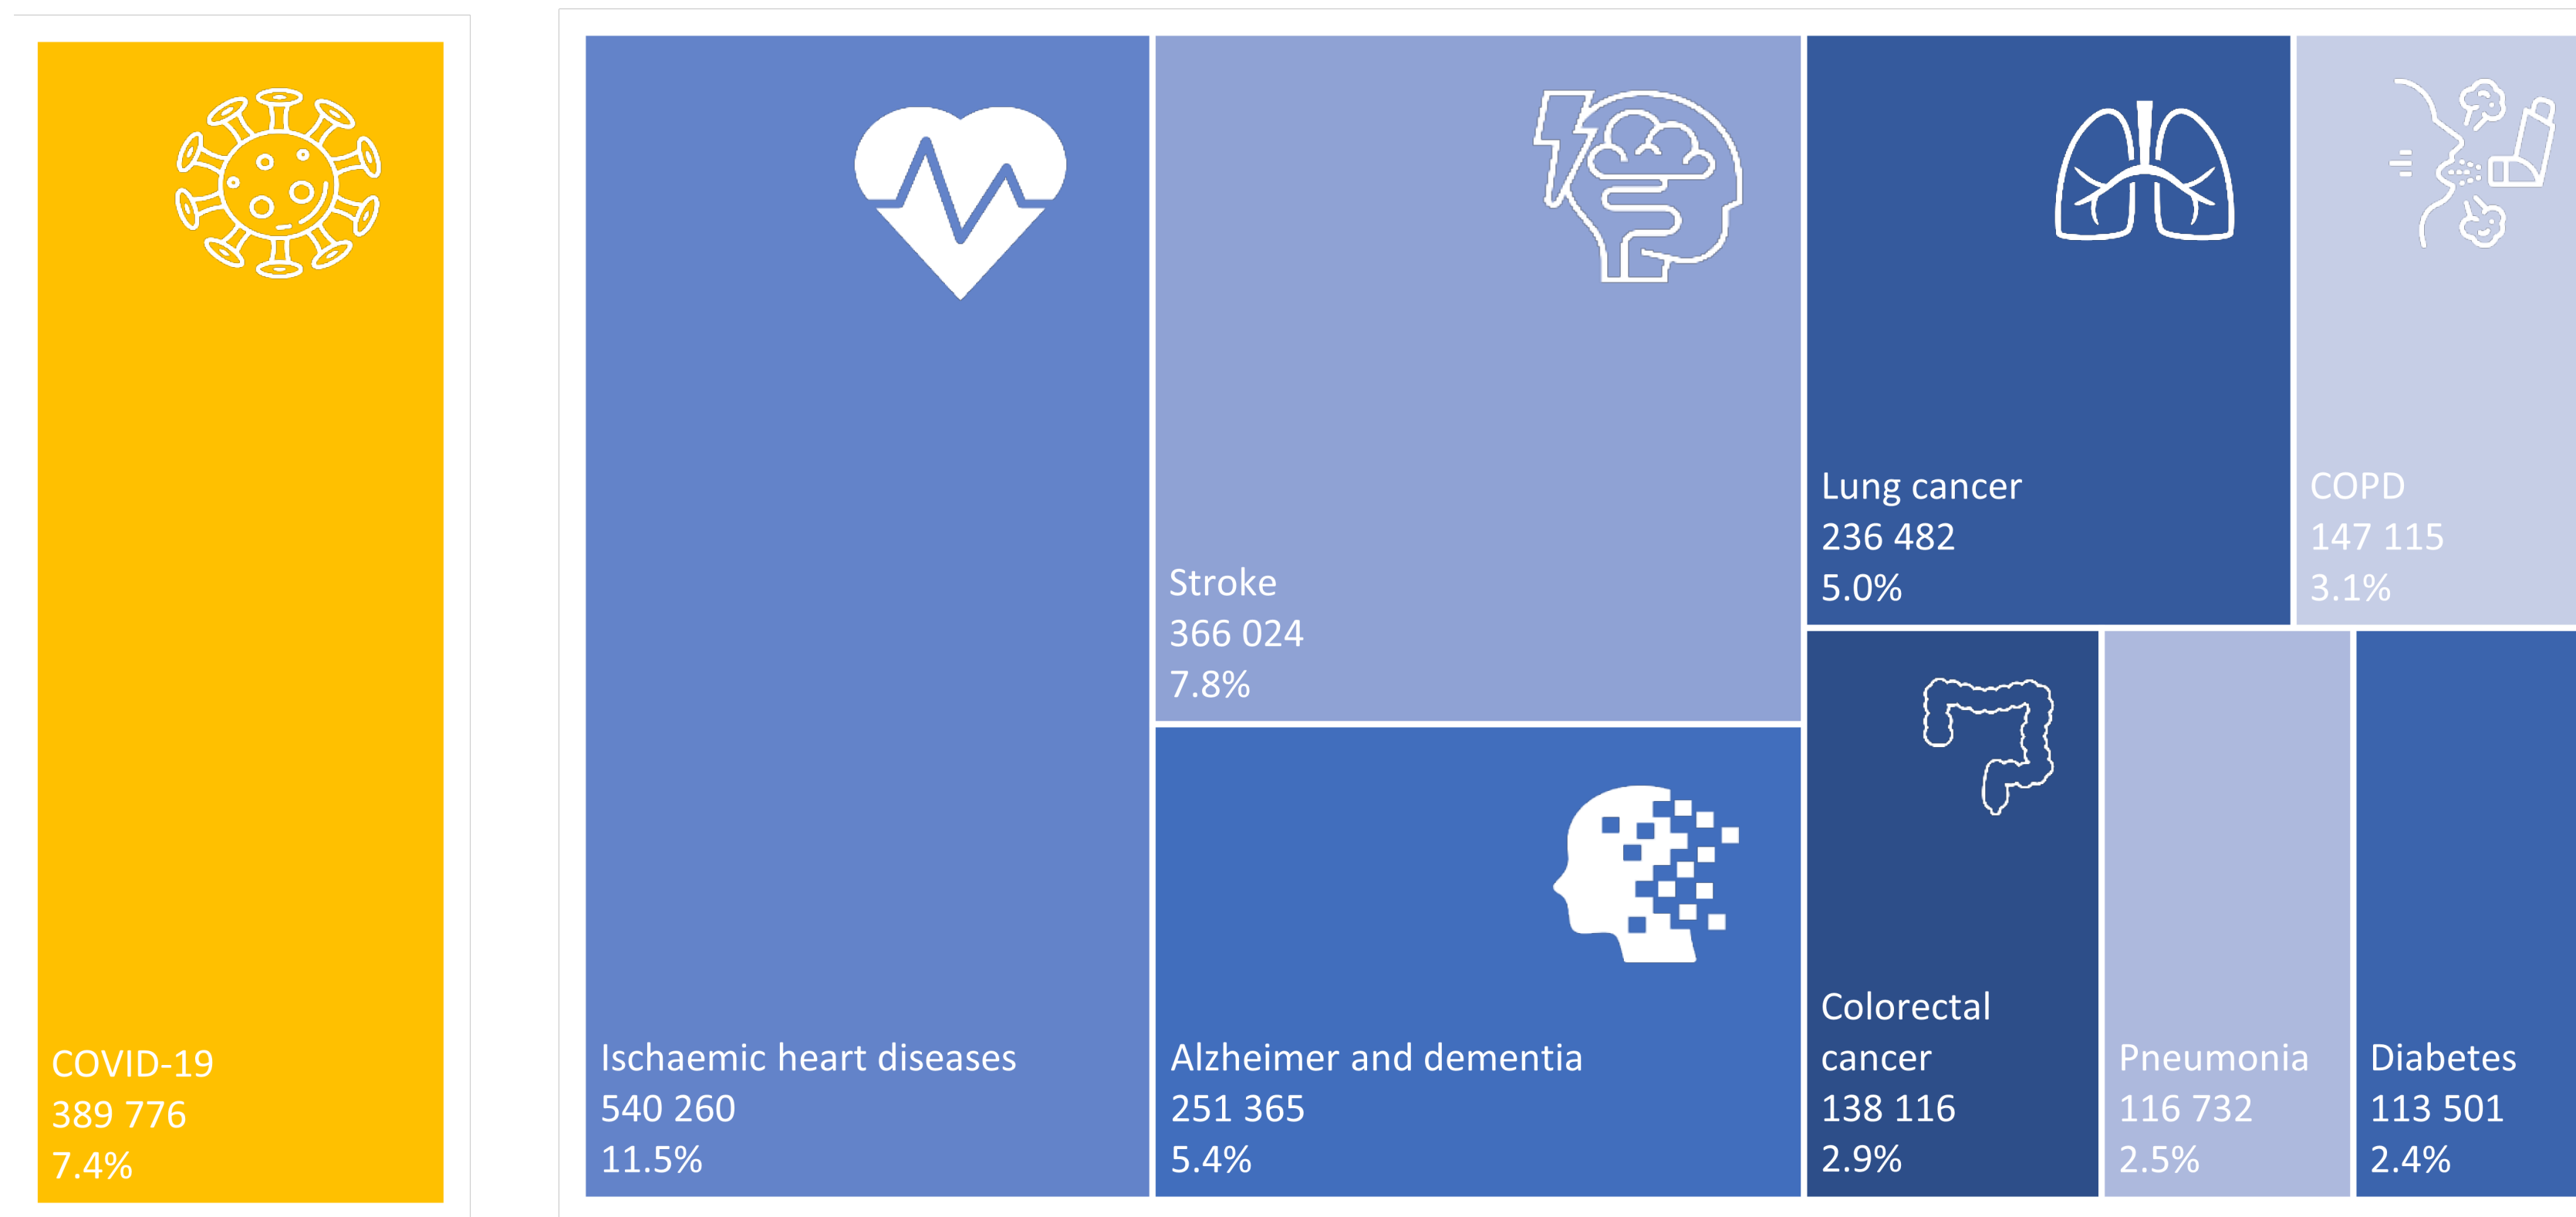 COVID-19
389 776
7.4%
Ischaemic heart diseases
540 260
11.5%
Stroke
366 024
7.8%
Alzheimer and dementia
251 365
5.4%
Lung cancer
236 482
5.0%
COPD
147 115
3.1%
Colorectal
cancer
138 116
2.9%
Pneumonia
116 732
2.5%
Diabetes
113 501
2.4%